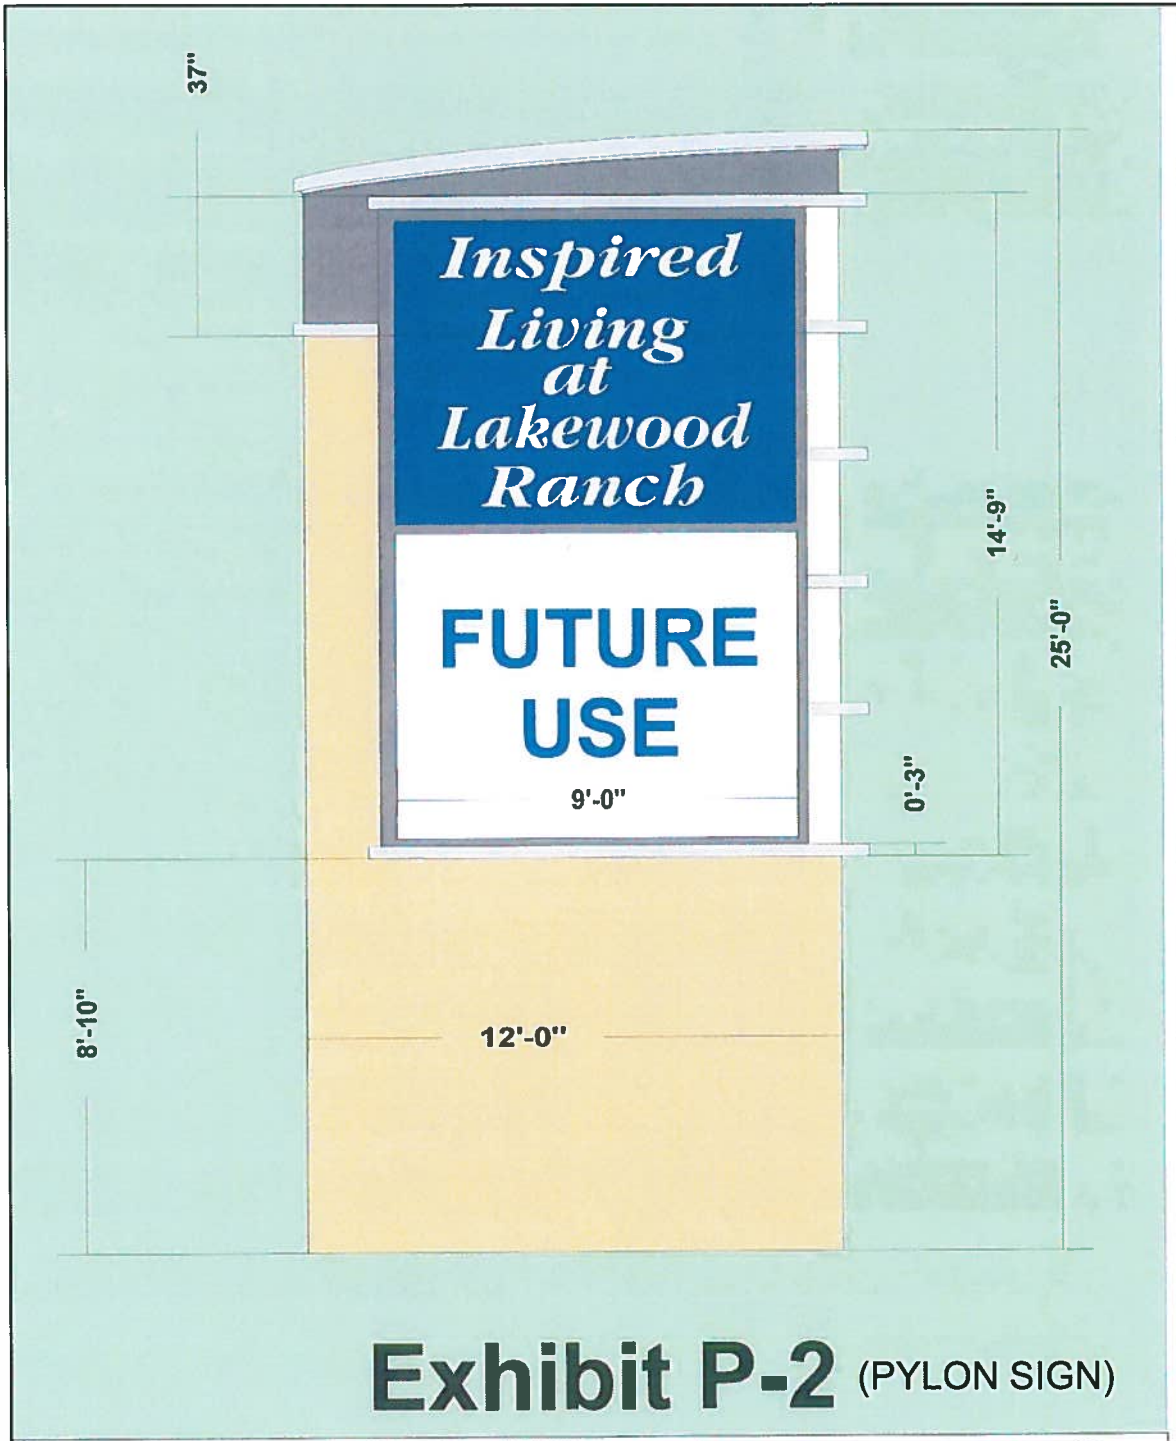 37"
Inspired
Living
at
Lakewood
Ranch
14'-9"
FUTURE
USE
25'-0"
0'-3"
9'-0"
8'-10"
12'-0"
Exhibit P-2 (PYLON SIGN)